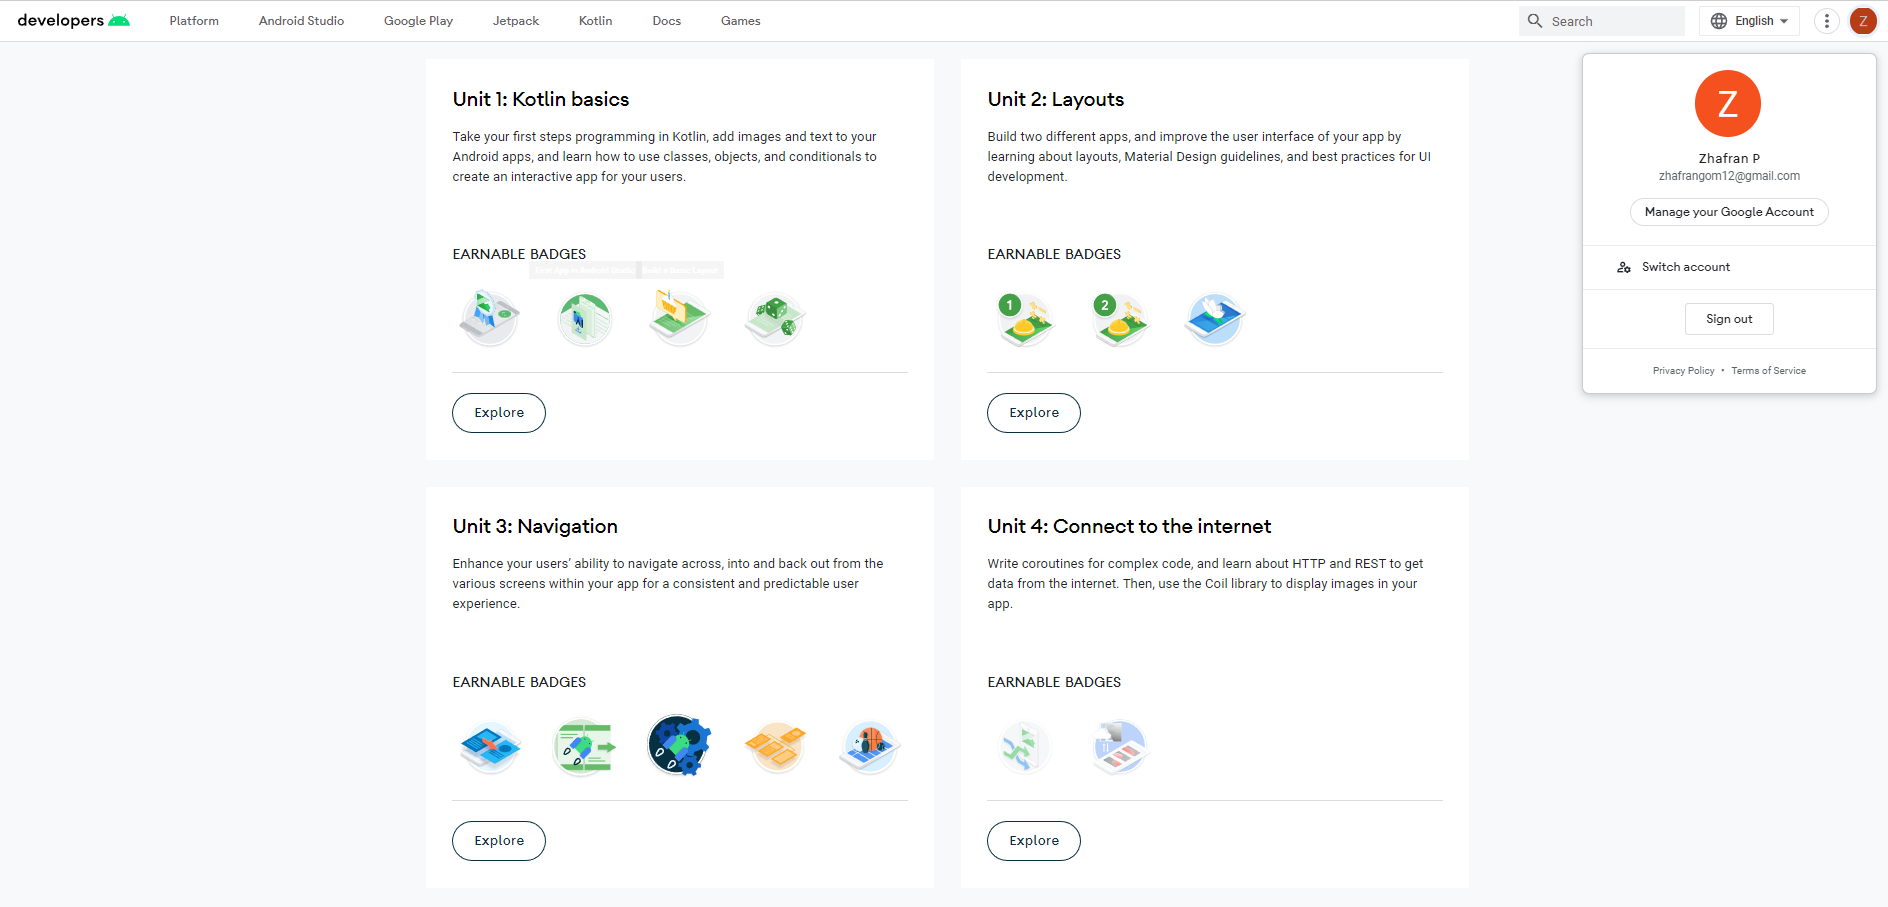 developers
Platform
Android Studio
Google Play
Jetpack
Kotlin
Docs
Games
Search
English
Z
Unit 1: Kotlin basics
Take your first steps programming in Kotlin, add images and text to your
Android apps, and learn how to use classes, objects, and conditionals to
create an interactive app for your users.
EARNABLE BADGES
Explore
Unit 2: Layouts
Build two different apps, and improve the user interface of your app by
learning about layouts, Material Design guidelines, and best practices for UI
development.
EARNABLE BADGES
1
2
Explore
Z
Zhafran P
zhafrangom12@gmail.com
Manage your Google Account
Switch account
Sign out
Privacy Policy • Terms of Service
Unit 3: Navigation
Enhance your users’ ability to navigate across, into and back out from the
various screens within your app for a consistent and predictable user
experience.
EARNABLE BADGES
Explore
Unit 4: Connect to the internet
Write coroutines for complex code, and learn about HTTP and REST to get
data from the internet. Then, use the Coil library to display images in your
app.
EARNABLE BADGES
Explore